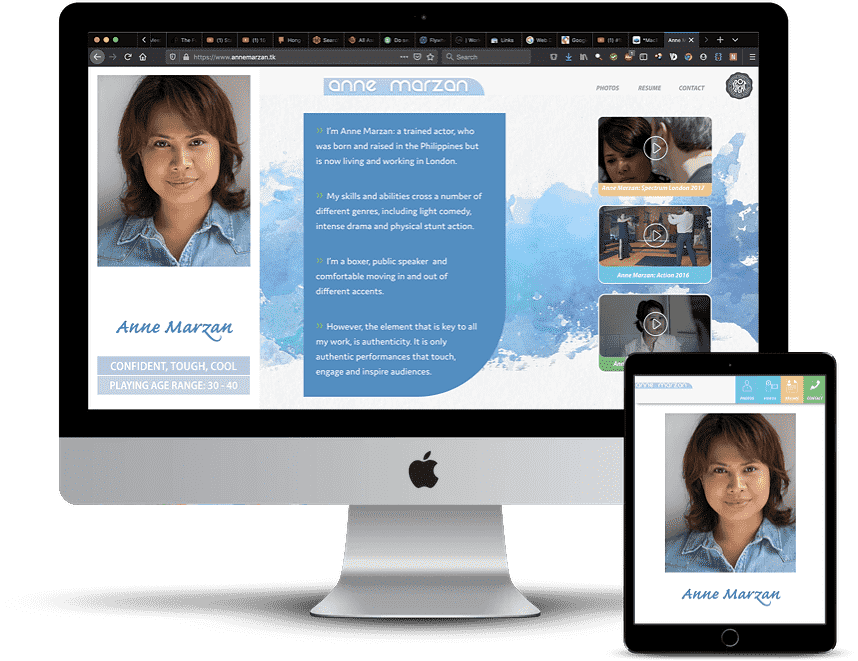 https://www.annemarzan.tk
Search
anne marzan
PHOTOS
RESUME
CONTACT
›› I'm Anne Marzan: a trained actor, who
was born and raised in the Philippines but
is now living and working in London.
›› My skills and abilities cross a number of
different genres, including light comedy,
intense drama and physical stunt action.
›› I'm a boxer, public speaker and
comfortable moving in and out of
different accents.
›› However, the element that is key to all
my work, is authenticity. It is only
authentic performances that touch,
engage and inspire audiences.
Anne Marzan
CONFIDENT, TOUGH, COOL
PLAYING AGE RANGE: 30 - 40
Anne Marzan: Spectrum London 2017
Anne Marzan: Action 2016
anne marzan
PHOTOS
RESUME
CONTACT
Anne Marzan